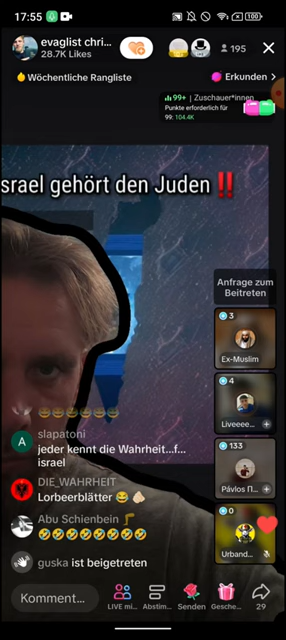 17:55
100
evaglist chri...
28.7K Likes
195
Wöchentliche Rangliste
Erkunden >
99+ | Zuschauer*innen
Punkte erforderlich für
99: 104.4K
srael gehört den Juden ‼️
Anfrage zum
Beitreten
3
Ex-Muslim
4
Liveeee...
133
Pávlos Π...
0
Urband...
😂😂😂😂😂😂
A
slapatoni
jeder kennt die Wahrheit...f...
israel
DIE_WAHRHEIT
Lorbeerblätter 😂 🤌🏻
Abu Schienbein 🦵
🤣🤣🤣🤣🤣🤣🤣🤣
guska ist beigetreten
Komment...
LIVE mi...
Abstim...
Senden
Gesche...
29